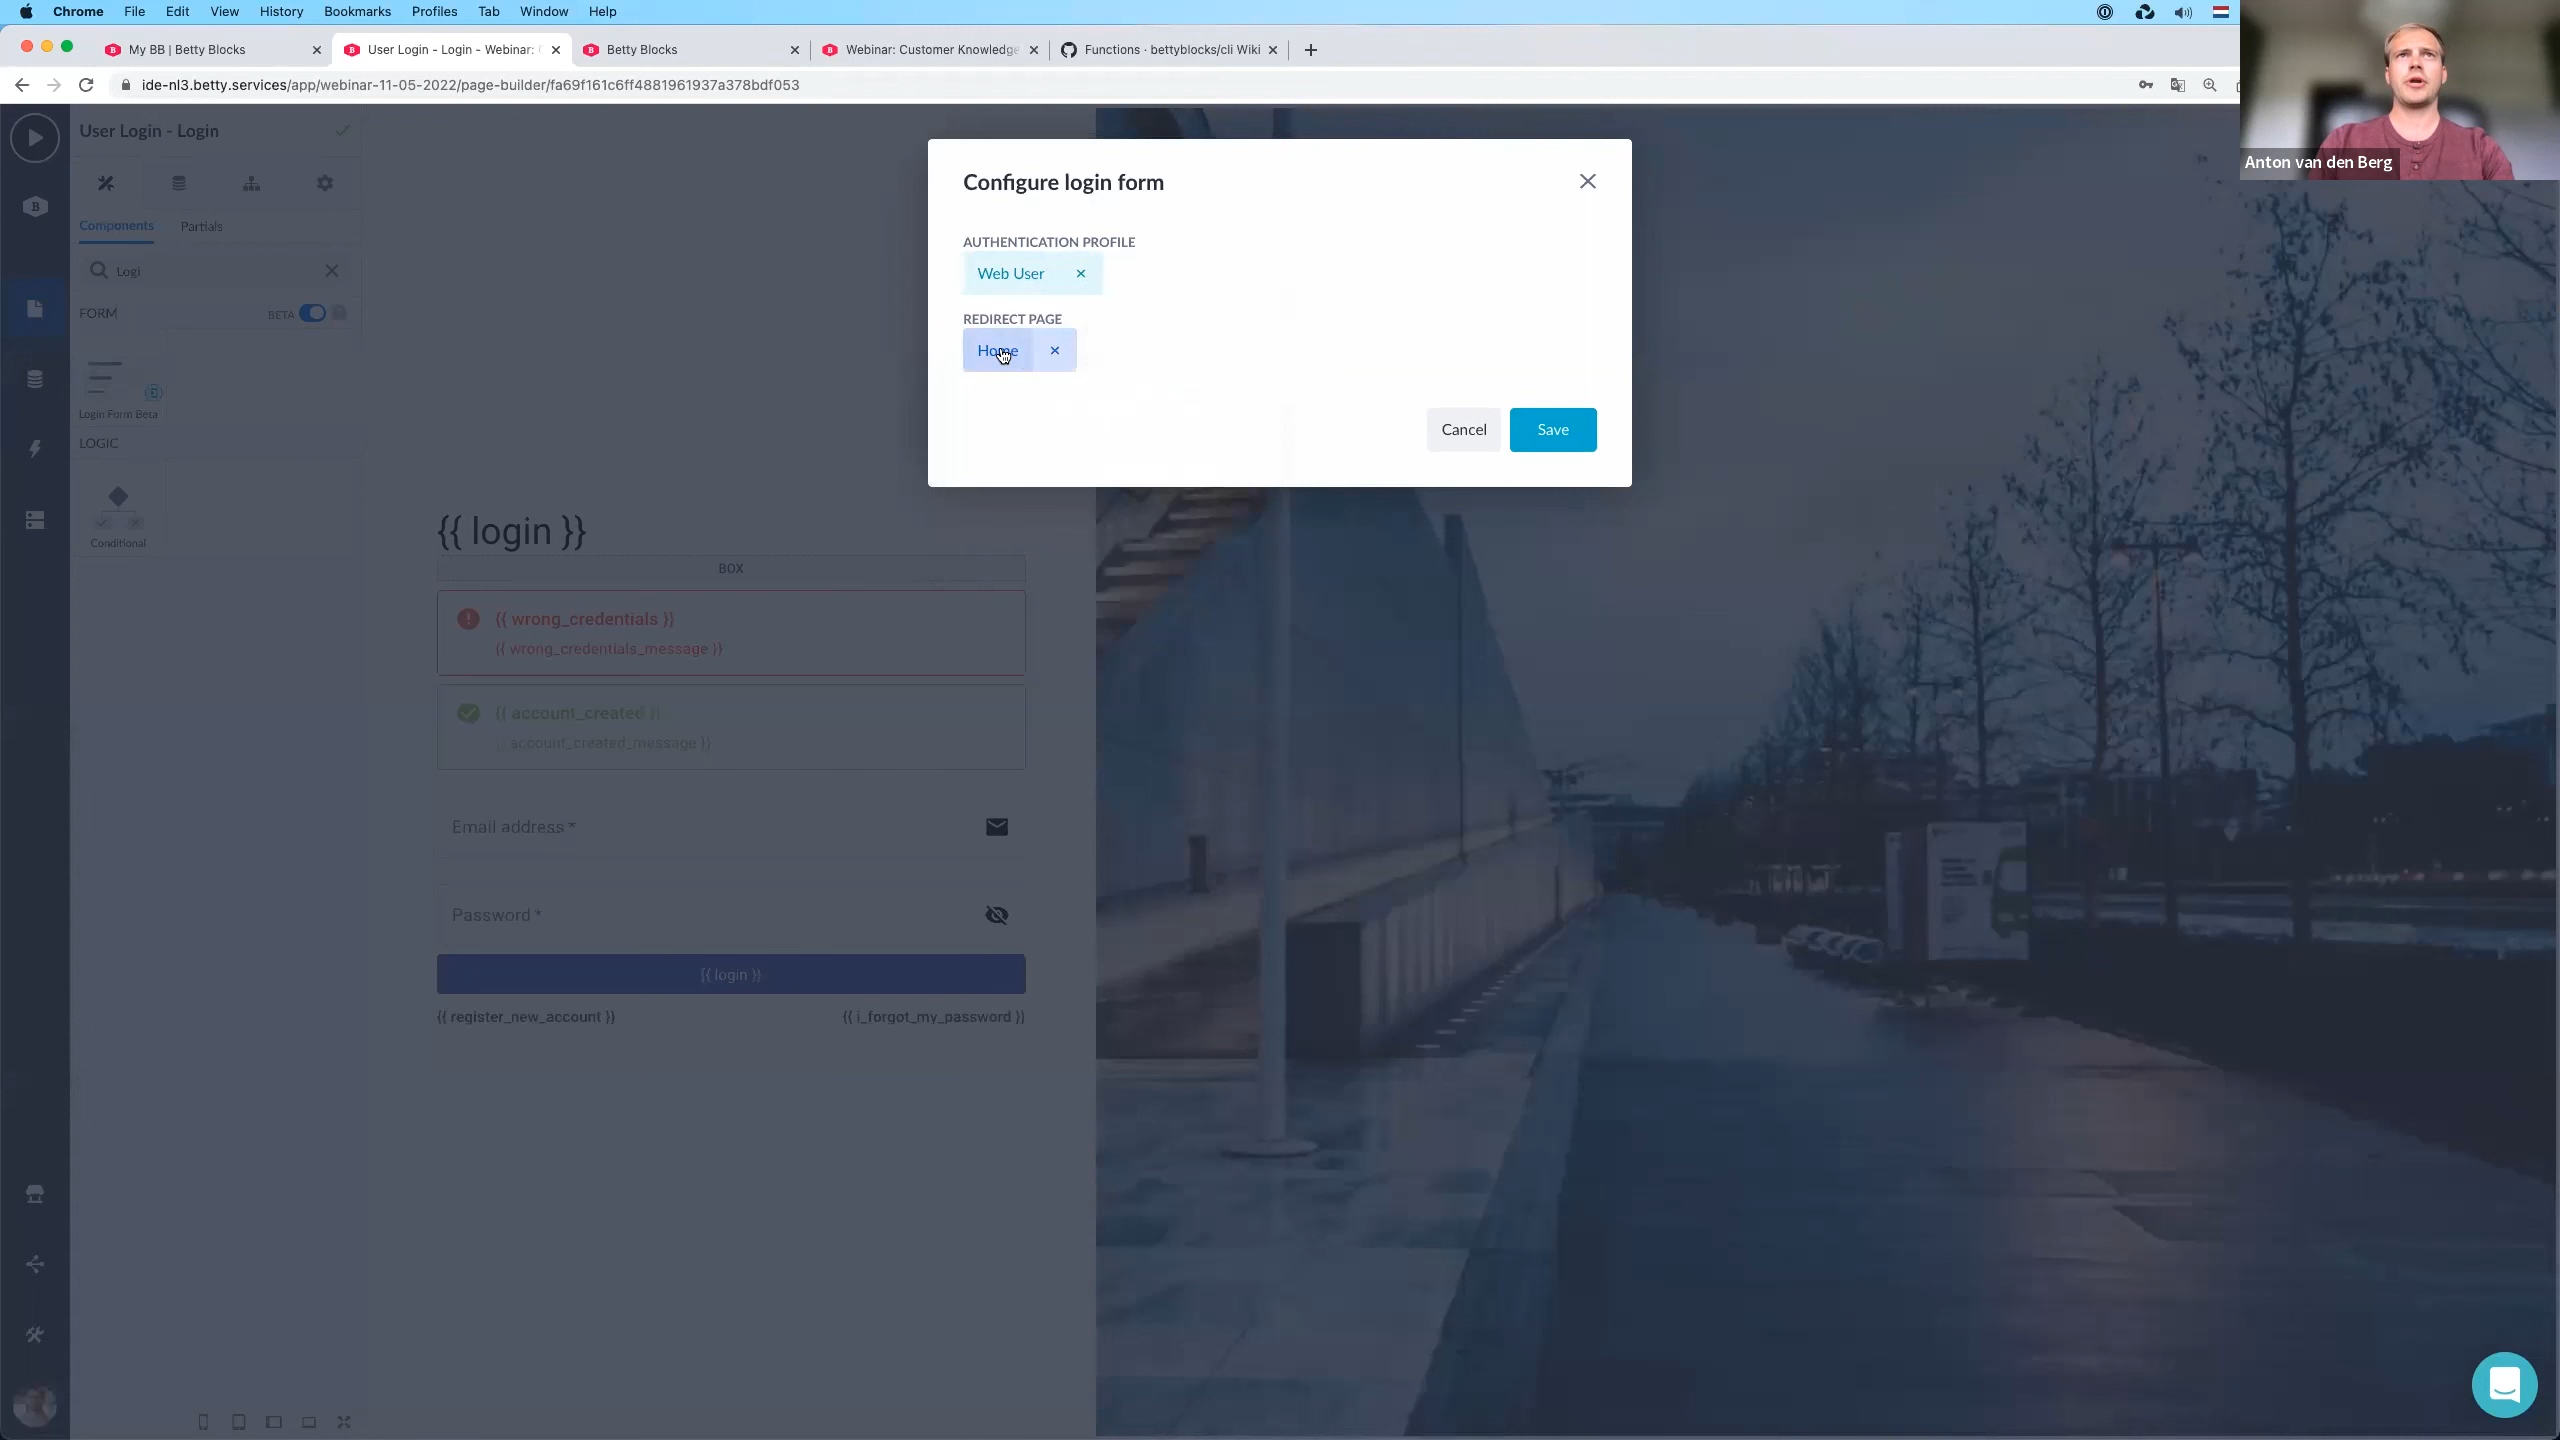 Chrome File Edit View History Bookmarks Profiles Tab Window Help
My BB | Betty Blocks
User Login - Login - Webinar:
Betty Blocks
Webinar: Customer Knowledge
Functions · bettyblocks/cli Wiki
ide-nl3.betty.services/app/webinar-11-05-2022/page-builder/fa69f161c6ff4881961937a378bdf053
Anton van den Berg
User Login - Login
Components Partials
Logi
FORM BETA
Login Form Beta
LOGIC
Conditional
Configure login form
AUTHENTICATION PROFILE
Web User
REDIRECT PAGE
Home
Cancel Save
{{ login }}
BOX
{{ wrong_credentials }}
{{ wrong_credentials_message }}
{{ account_created }}
{{ account_created_message }}
Email address *
Password *
{{ login }}
{{ register_new_account }} {{ i_forgot_my_password }}